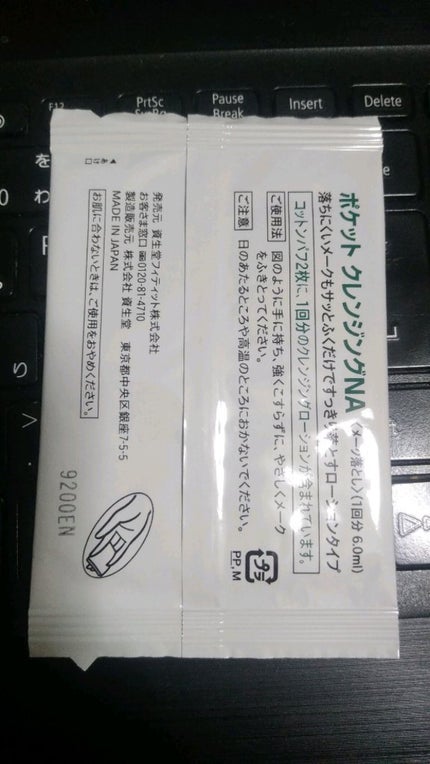 ポケット クレンジングNA〈メーク落とし〉(1回分 6.0ml)
落ちにくいメークもサッとふくだけですっきり落とすローションタイプ
コットンパフ2枚に、1回分のクレンジングローションが含まれています。
ご使用法 図のように手に持ち、強くこすらずに、やさしくメーク
をふきとってください。
ご注意 日のあたるところや高温のところにおかないでください。
プラ
PP,M
発売元 資生堂フィティット株式会社
お客さま窓口 0120-81-4710
製造販売元 株式会社 資生堂 東京都中央区銀座7-5-5
MADE IN JAPAN
お肌に合わないときは、ご使用をおやめください。
あけ口
9200EN
F12
PrtSc
SysRq
Pause
Break
Insert
Delete
を
わ
ろ